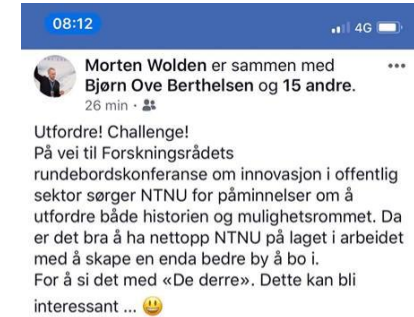 08:12
4G
Morten Wolden er sammen med
Bjørn Ove Berthelsen og 15 andre.
26 min ·
Utfordre! Challenge!
På vei til Forskningsrådets
rundebordskonferanse om innovasjon i offentlig
sektor sørger NTNU for påminnelser om å
utfordre både historien og mulighetsrommet. Da
er det bra å ha nettopp NTNU på laget i arbeidet
med å skape en enda bedre by å bo i.
For å si det med «De derre». Dette kan bli
interessant ... 😃